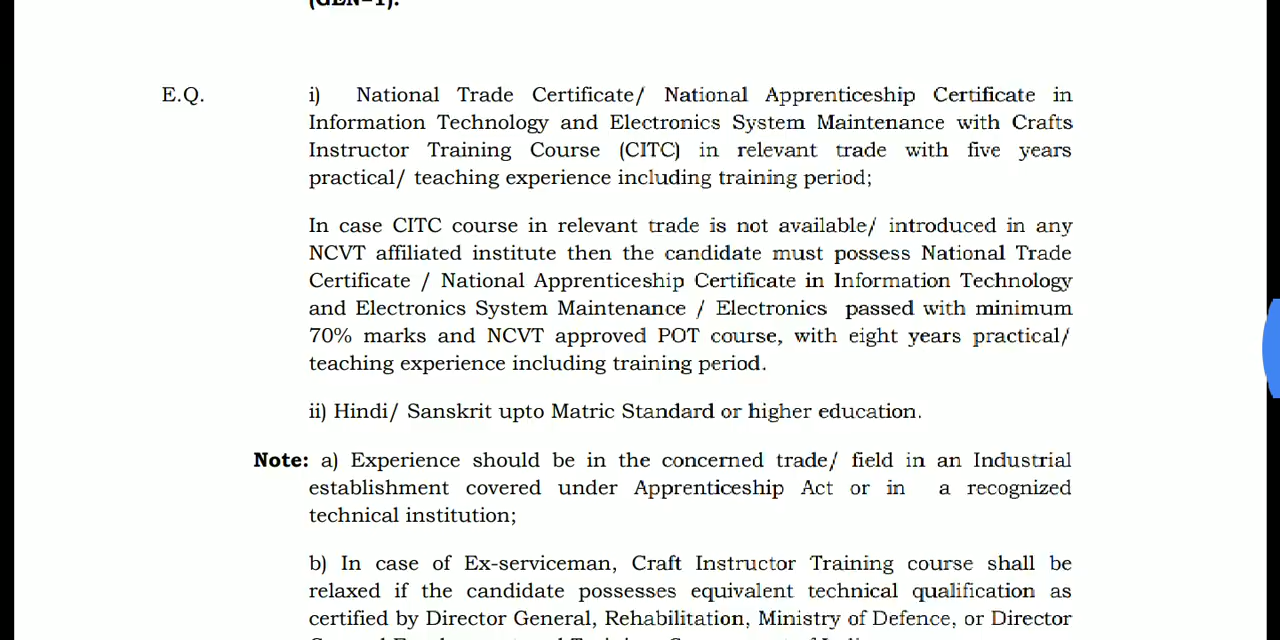 (GEN=1).
E.Q. i) National Trade Certificate/ National Apprenticeship Certificate in
Information Technology and Electronics System Maintenance with Crafts
Instructor Training Course (CITC) in relevant trade with five years
practical/ teaching experience including training period;
In case CITC course in relevant trade is not available/ introduced in any
NCVT affiliated institute then the candidate must possess National Trade
Certificate / National Apprenticeship Certificate in Information Technology
and Electronics System Maintenance / Electronics passed with minimum
70% marks and NCVT approved POT course, with eight years practical/
teaching experience including training period.
ii) Hindi/ Sanskrit upto Matric Standard or higher education.
Note: a) Experience should be in the concerned trade/ field in an Industrial
establishment covered under Apprenticeship Act or in a recognized
technical institution;
b) In case of Ex-serviceman, Craft Instructor Training course shall be
relaxed if the candidate possesses equivalent technical qualification as
certified by Director General, Rehabilitation, Ministry of Defence, or Director